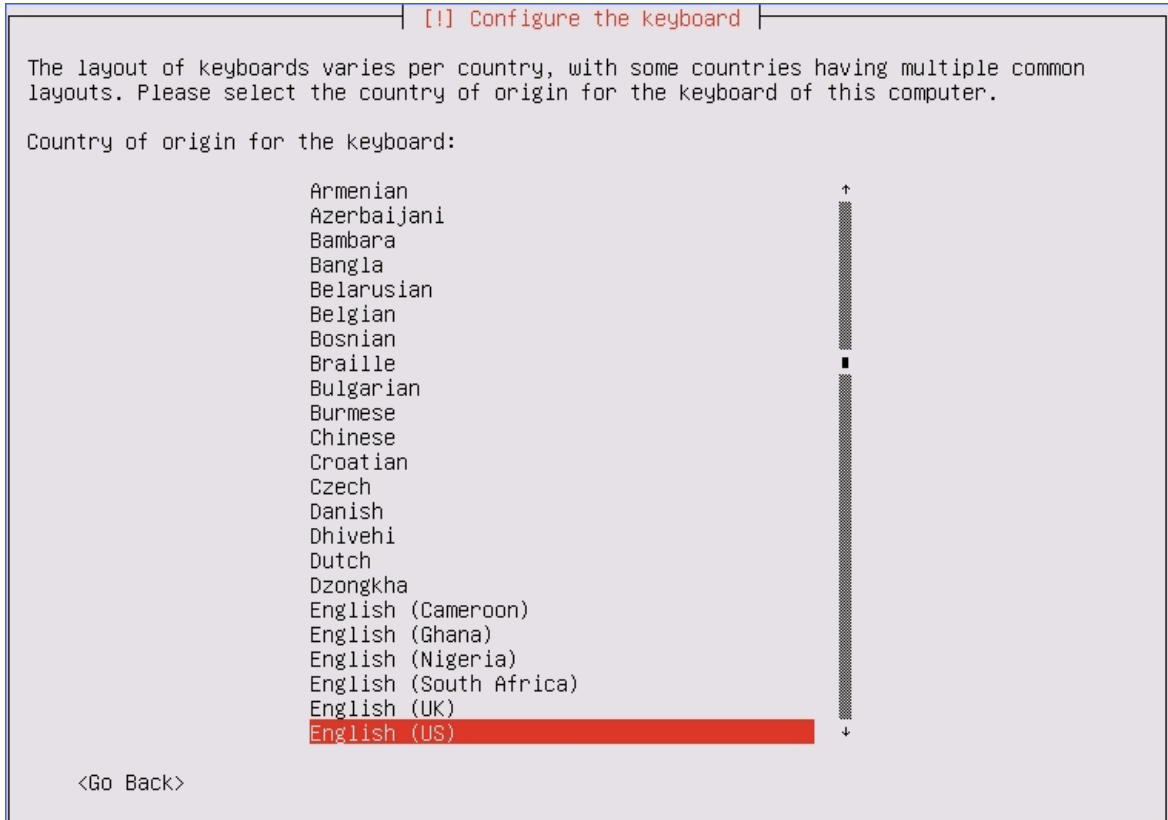 [!] Configure the keyboard
The layout of keyboards varies per country, with some countries having multiple common
layouts. Please select the country of origin for the keyboard of this computer.
Country of origin for the keyboard:
Armenian
Azerbaijani
Bambara
Bangla
Belarusian
Belgian
Bosnian
Braille
Bulgarian
Burmese
Chinese
Croatian
Czech
Danish
Dhivehi
Dutch
Dzongkha
English (Cameroon)
English (Ghana)
English (Nigeria)
English (South Africa)
English (UK)
English (US)
<Go Back>